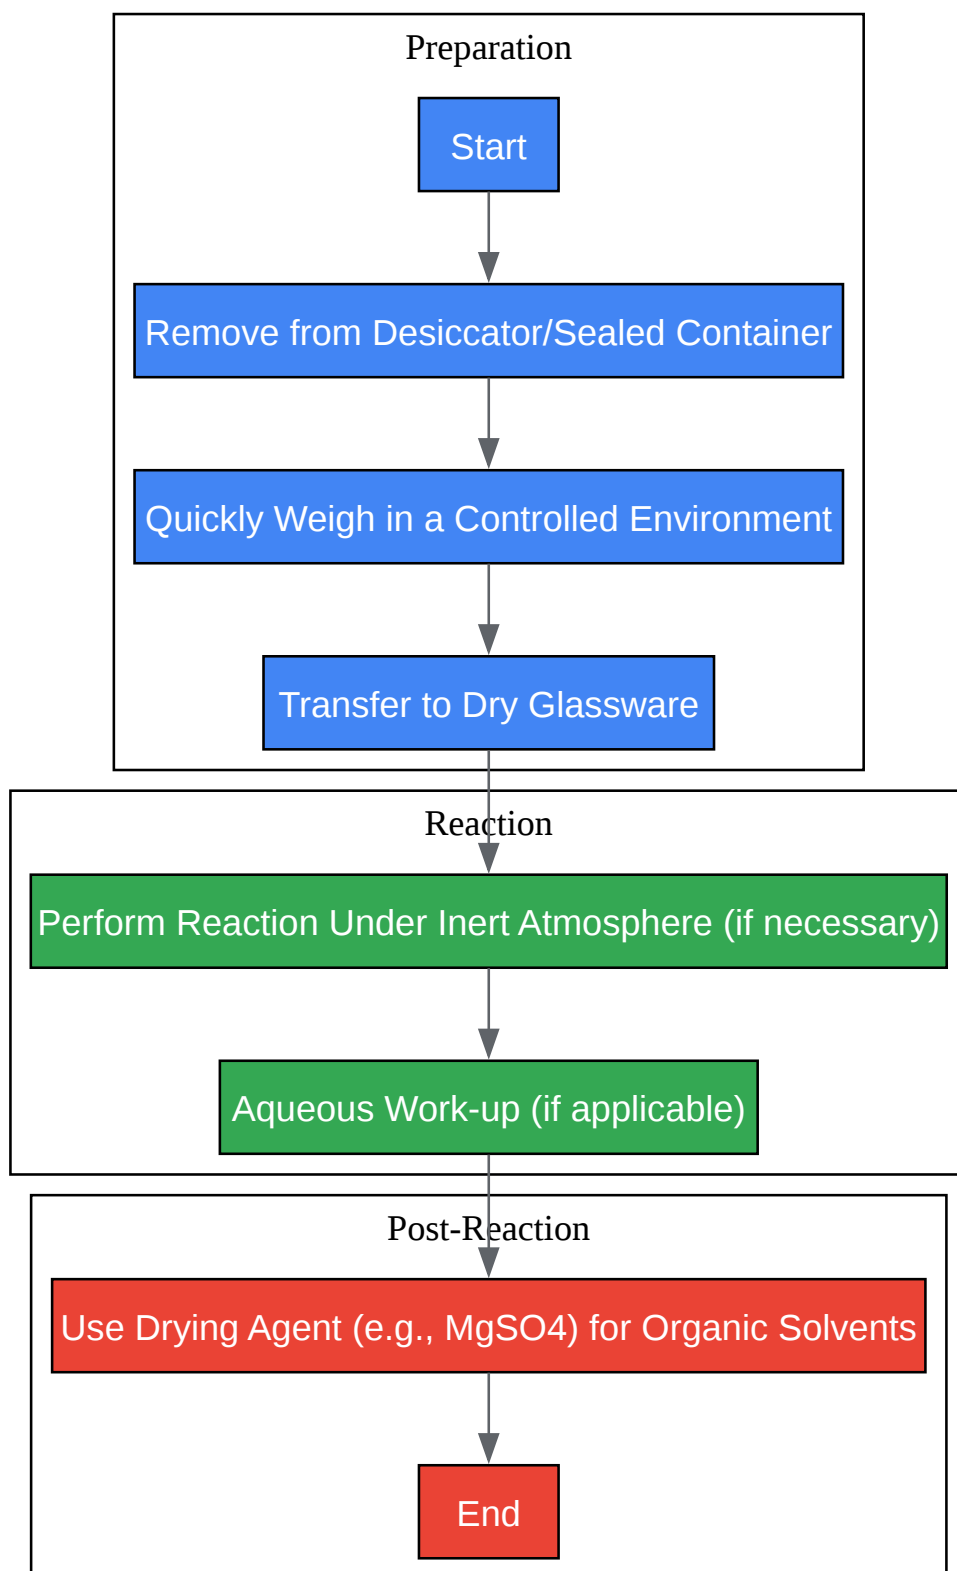 Preparation
Start
Remove from Desiccator/Sealed Container
Quickly Weigh in a Controlled Environment
Transfer to Dry Glassware
Reaction
Perform Reaction Under Inert Atmosphere (if necessary)
Aqueous Work-up (if applicable)
Post-Reaction
Use Drying Agent (e.g., MgSO4) for Organic Solvents
End